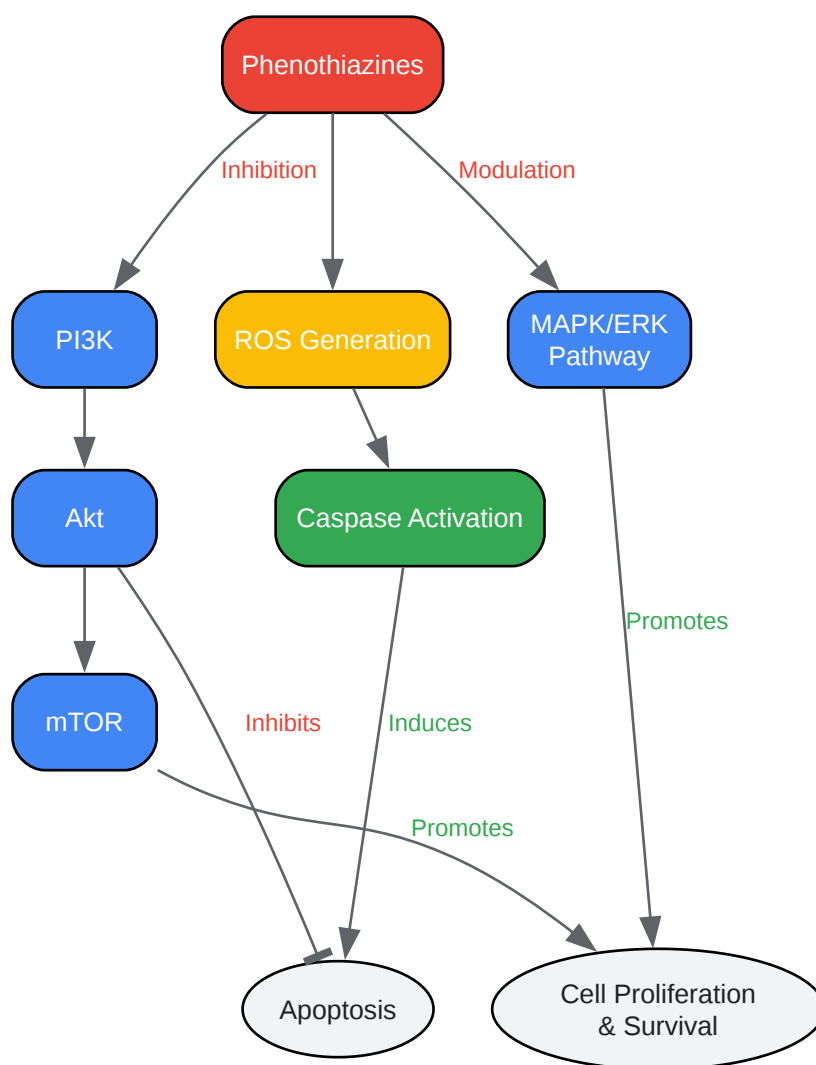 Phenothiazines
Inhibition
Modulation
PI3K
ROS Generation
MAPK/ERK
Pathway
Akt
Caspase Activation
Promotes
mTOR
Inhibits
Induces
Promotes
Apoptosis
Cell Proliferation
& Survival